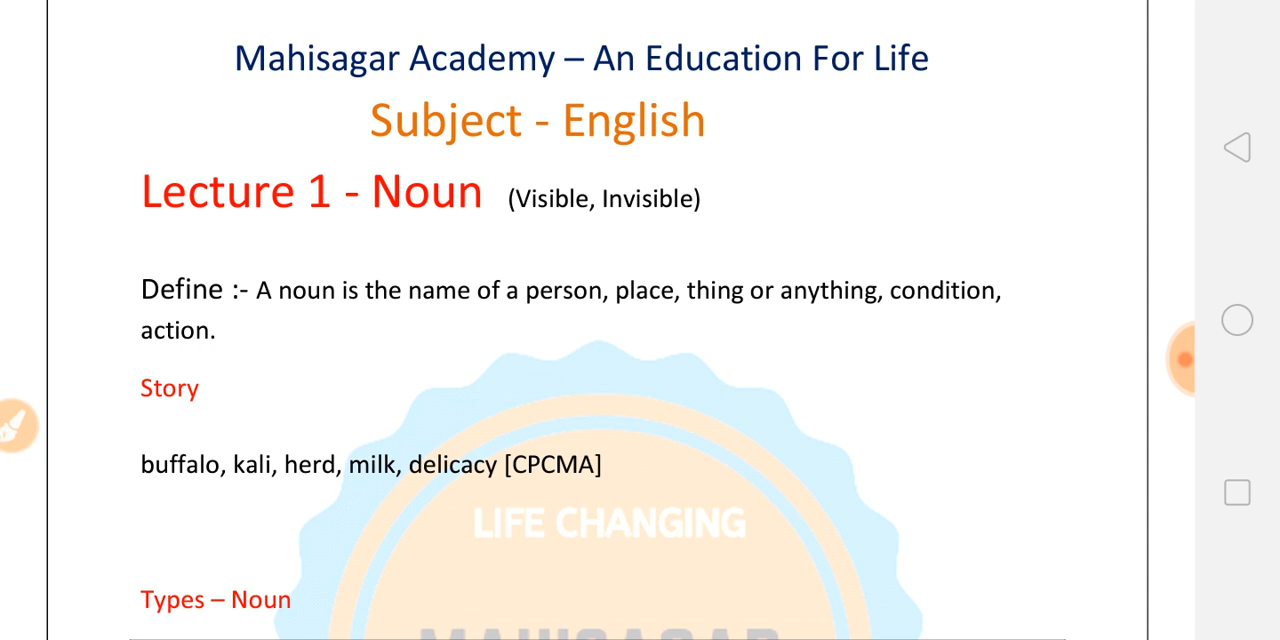 Mahisagar Academy – An Education For Life
Subject - English
Lecture 1 - Noun (Visible, Invisible)
Define :- A noun is the name of a person, place, thing or anything, condition,
action.
Story
buffalo, kali, herd, milk, delicacy [CPCMA]
LIFE CHANGING
Types – Noun
MAHISAGAR